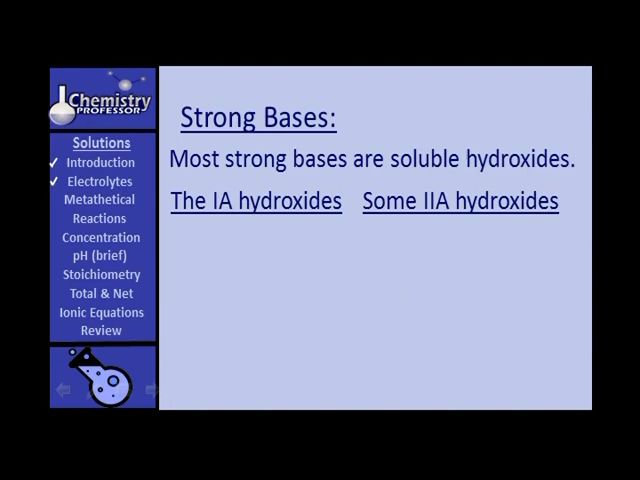 Chemistry
PROFESSOR
Solutions
Introduction
Electrolytes
Metathetical
Reactions
Concentration
pH (brief)
Stoichiometry
Total & Net
Ionic Equations
Review
Strong Bases:
Most strong bases are soluble hydroxides.
The IA hydroxides Some IIA hydroxides